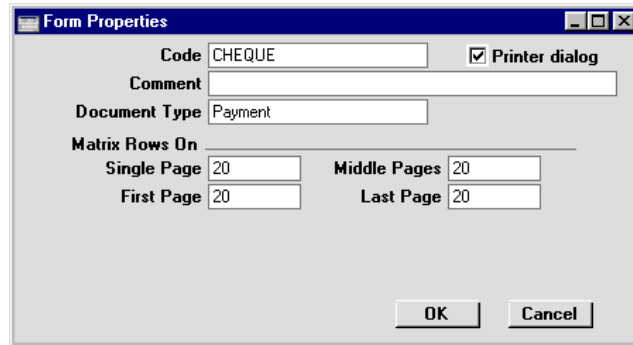 Form Properties
Code CHEQUE Printer dialog
Comment
Document Type Payment
Matrix Rows On
Single Page 20 Middle Pages 20
First Page 20 Last Page 20
OK Cancel